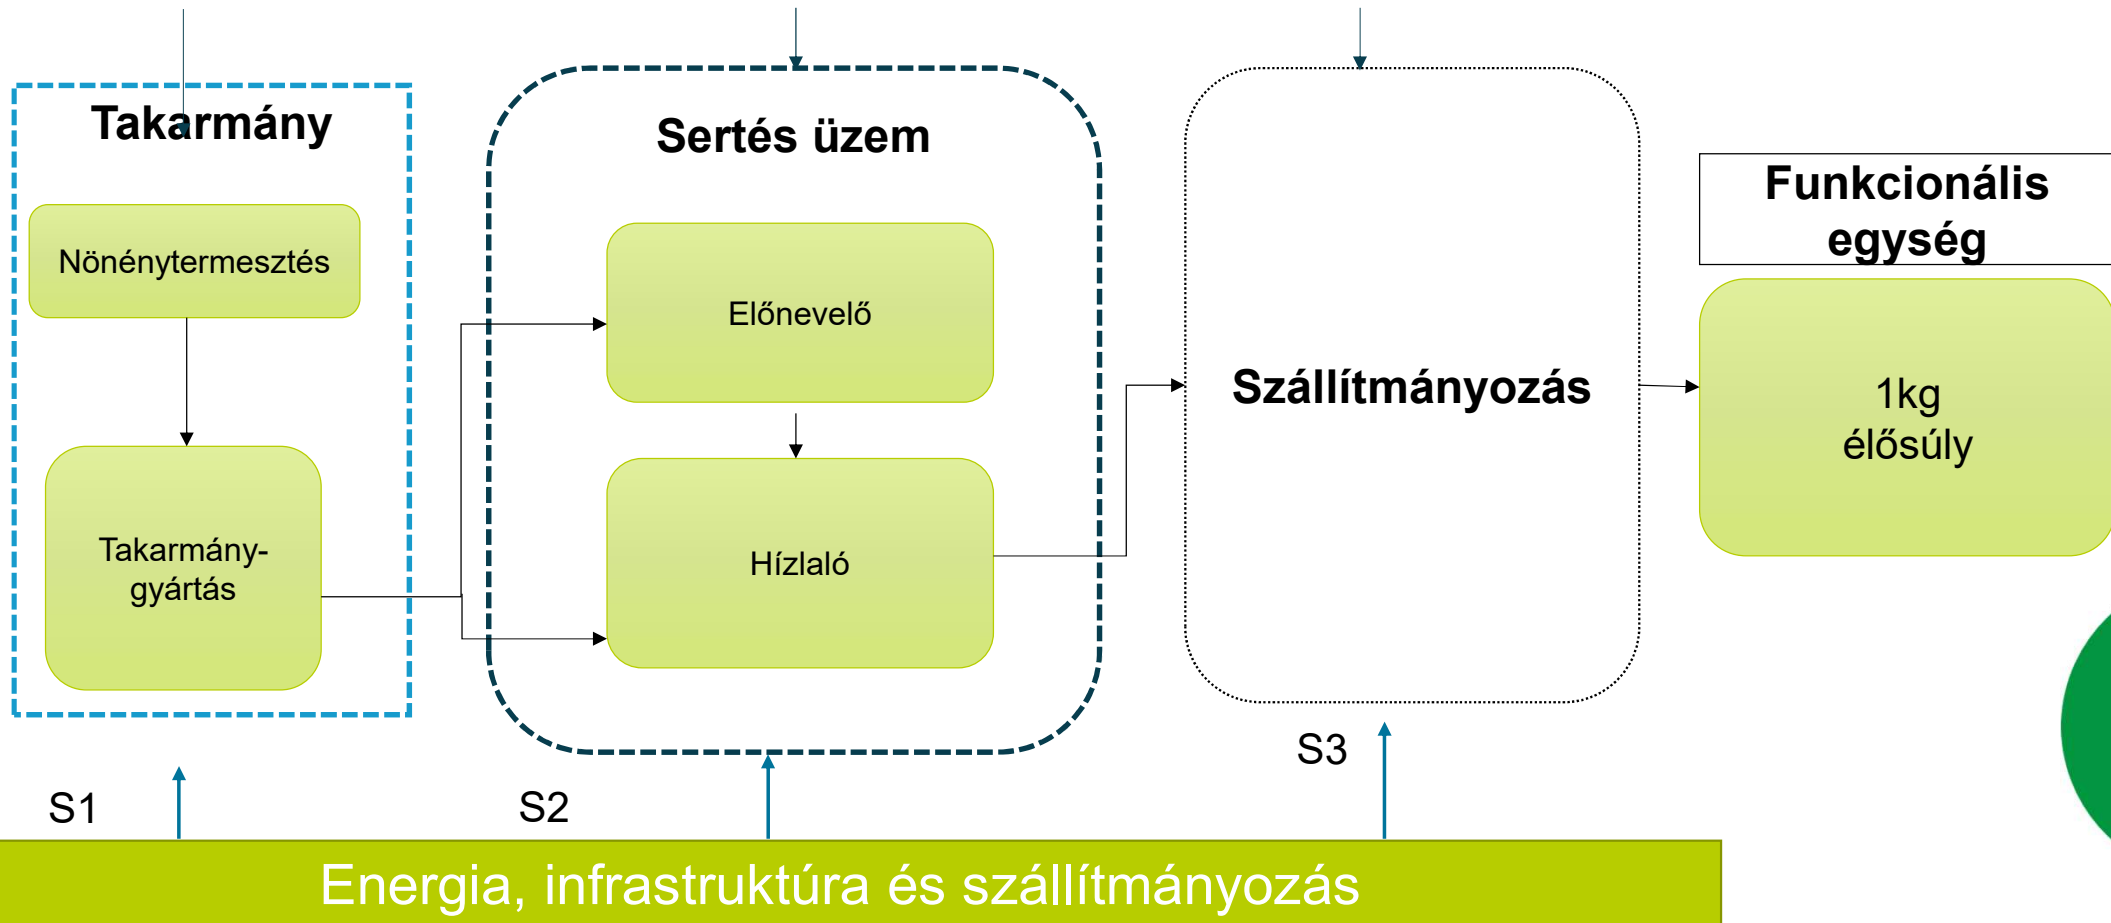 Takarmány
Nönénytermesztés
Takarmány-
gyártás
S1
Sertés üzem
Előnevelő
Hízlaló
S2
Szállítmányozás
S3
Funkcionális
egység
1kg
élősúly
Energia, infrastruktúra és szállítmányozás